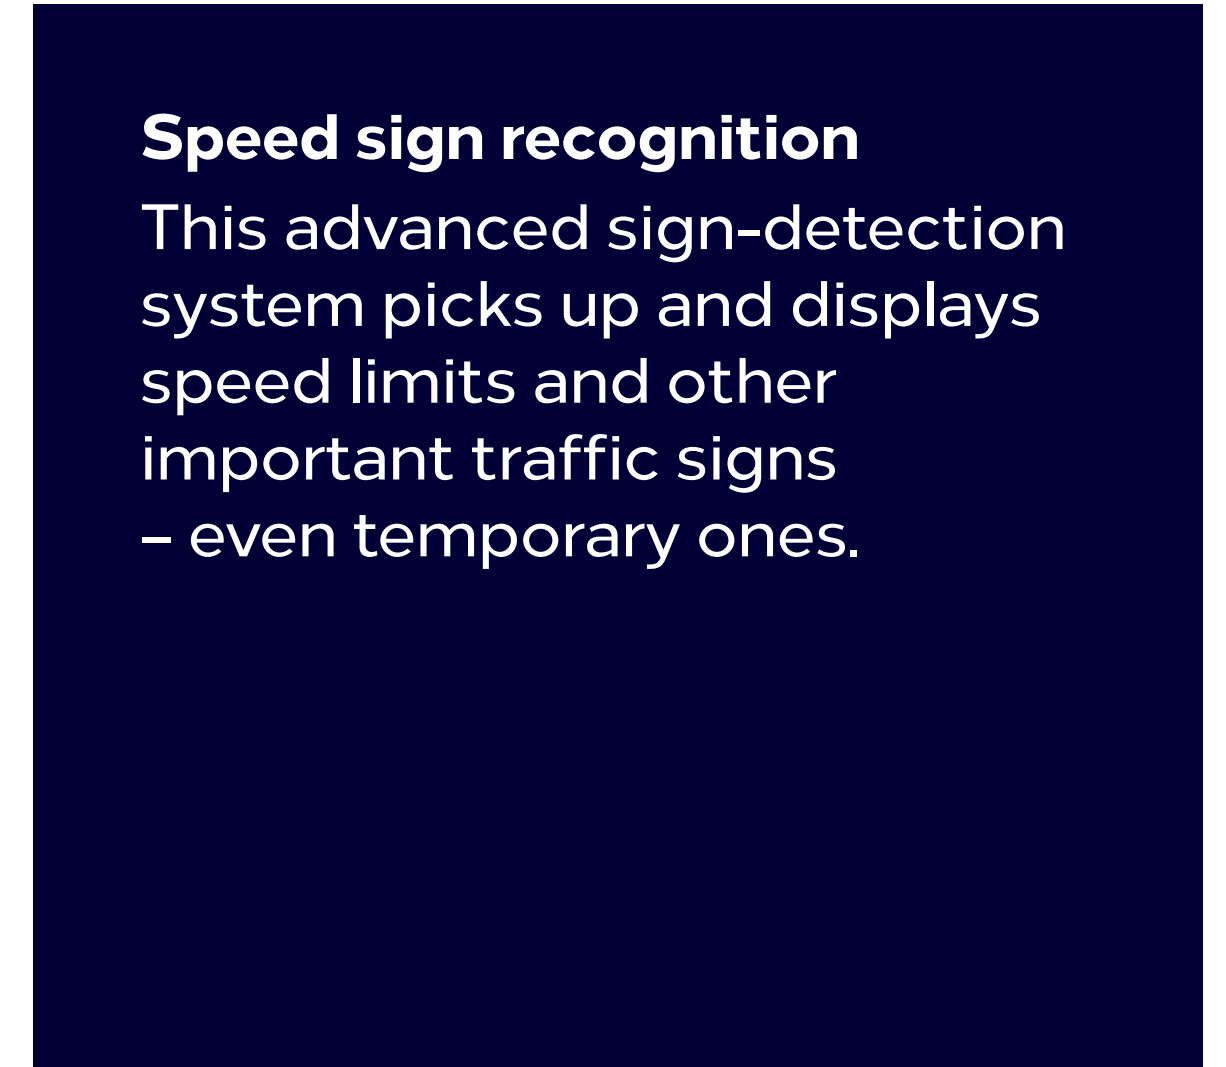 Speed sign recognition
This advanced sign-detection
system picks up and displays
speed limits and other
important traffic signs
– even temporary ones.